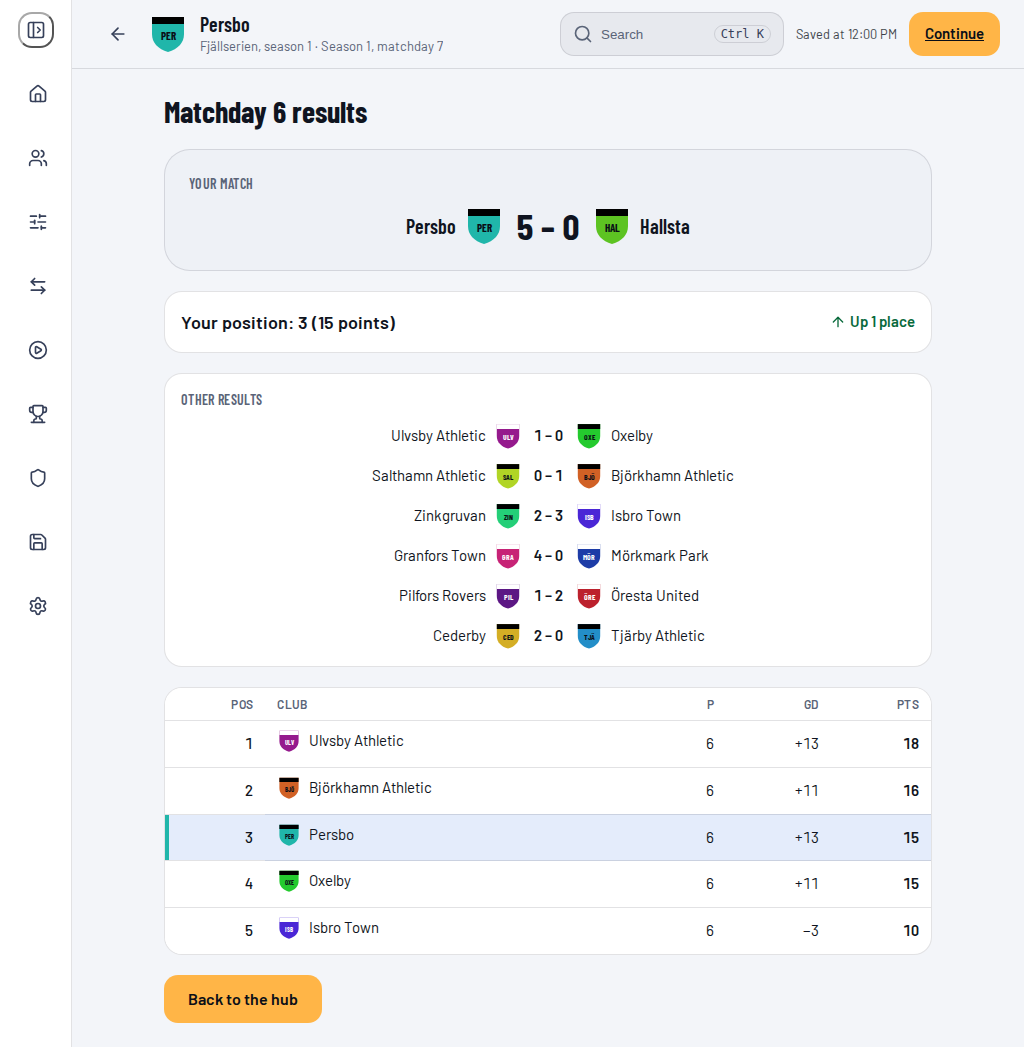 PER
Persbo
Fjällserien, season 1 · Season 1, matchday 7
Search
Ctrl K
Saved at 12:00 PM
Continue
Matchday 6 results
YOUR MATCH
Persbo PER 5 – 0 HAL Hallsta
Your position: 3 (15 points)
Up 1 place
OTHER RESULTS
Ulvsby Athletic ULV 1 – 0 OXE Oxelby
Salthamn Athletic SAL 0 – 1 BJÖ Björkhamn Athletic
Zinkgruvan ZIN 2 – 3 ISB Isbro Town
Granfors Town GRA 4 – 0 MÖR Mörkmark Park
Pilfors Rovers PIL 1 – 2 ÖRE Öresta United
Cederby CED 2 – 0 TJÄ Tjärby Athletic
POS CLUB P GD PTS
1 ULV Ulvsby Athletic 6 +13 18
2 BJÖ Björkhamn Athletic 6 +11 16
3 PER Persbo 6 +13 15
4 OXE Oxelby 6 +11 15
5 ISB Isbro Town 6 −3 10
Back to the hub